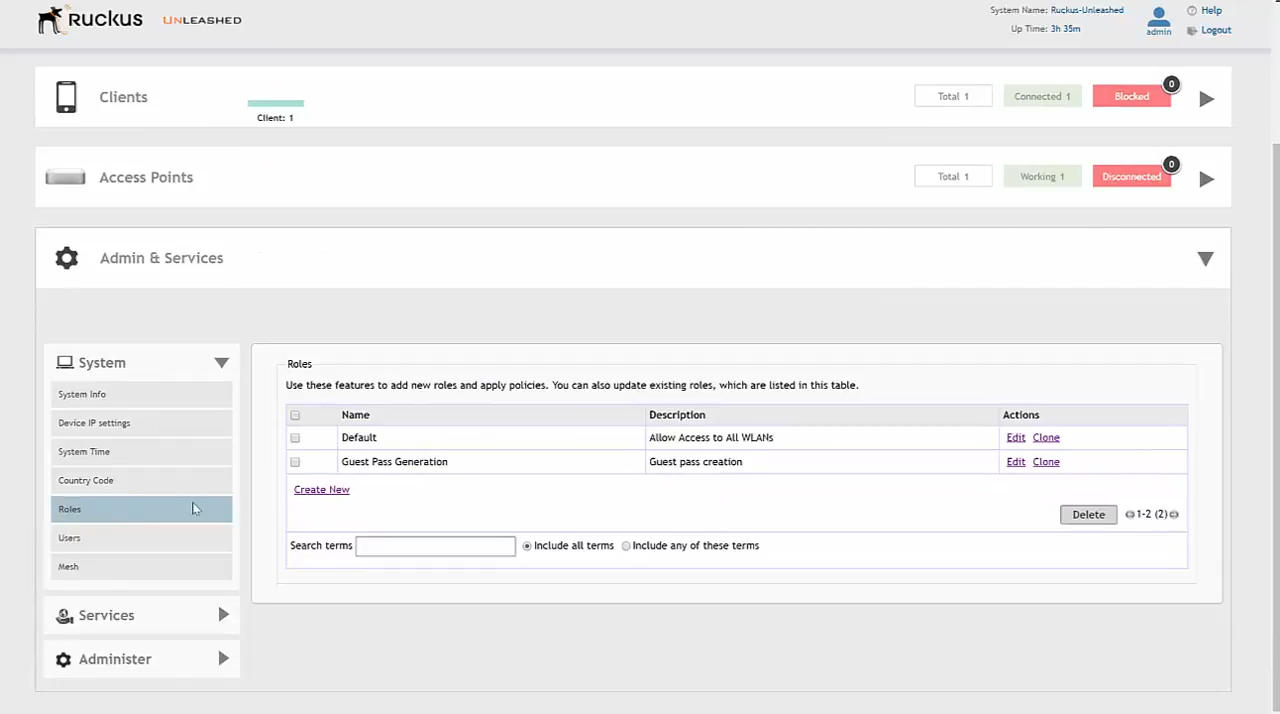 Ruckus UNLEASHED
System Name: Ruckus-Unleashed
Up Time: 3h 35m
admin
Help
Logout
Clients
Client: 1
Total 1
Connected 1
Blocked
0
Access Points
Total 1
Working 1
Disconnected
0
Admin & Services
System
System Info
Device IP settings
System Time
Country Code
Roles
Users
Mesh
Services
Administer
Roles
Use these features to add new roles and apply policies. You can also update existing roles, which are listed in this table.
Name Description Actions
Default Allow Access to All WLANs Edit Clone
Guest Pass Generation Guest pass creation Edit Clone
Create New
Delete 1-2 (2)
Search terms Include all terms Include any of these terms